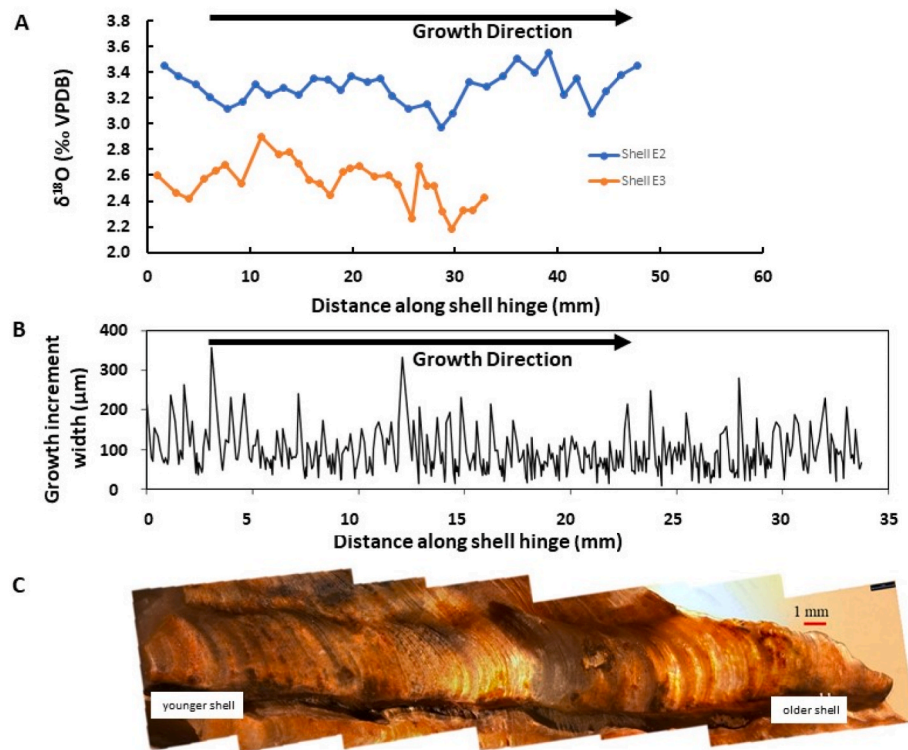 A
Growth Direction
3.8
3.6
3.4
3.2
3.0
2.8
2.6
2.4
2.2
2.0
δ¹⁸O (‰ VPDB)
Shell E2
Shell E3
0 10 20 30 40 50 60
Distance along shell hinge (mm)
B
Growth Direction
400
300
200
100
0
Growth increment
width (µm)
0 5 10 15 20 25 30 35
Distance along shell hinge (mm)
C
1 mm
younger shell
older shell